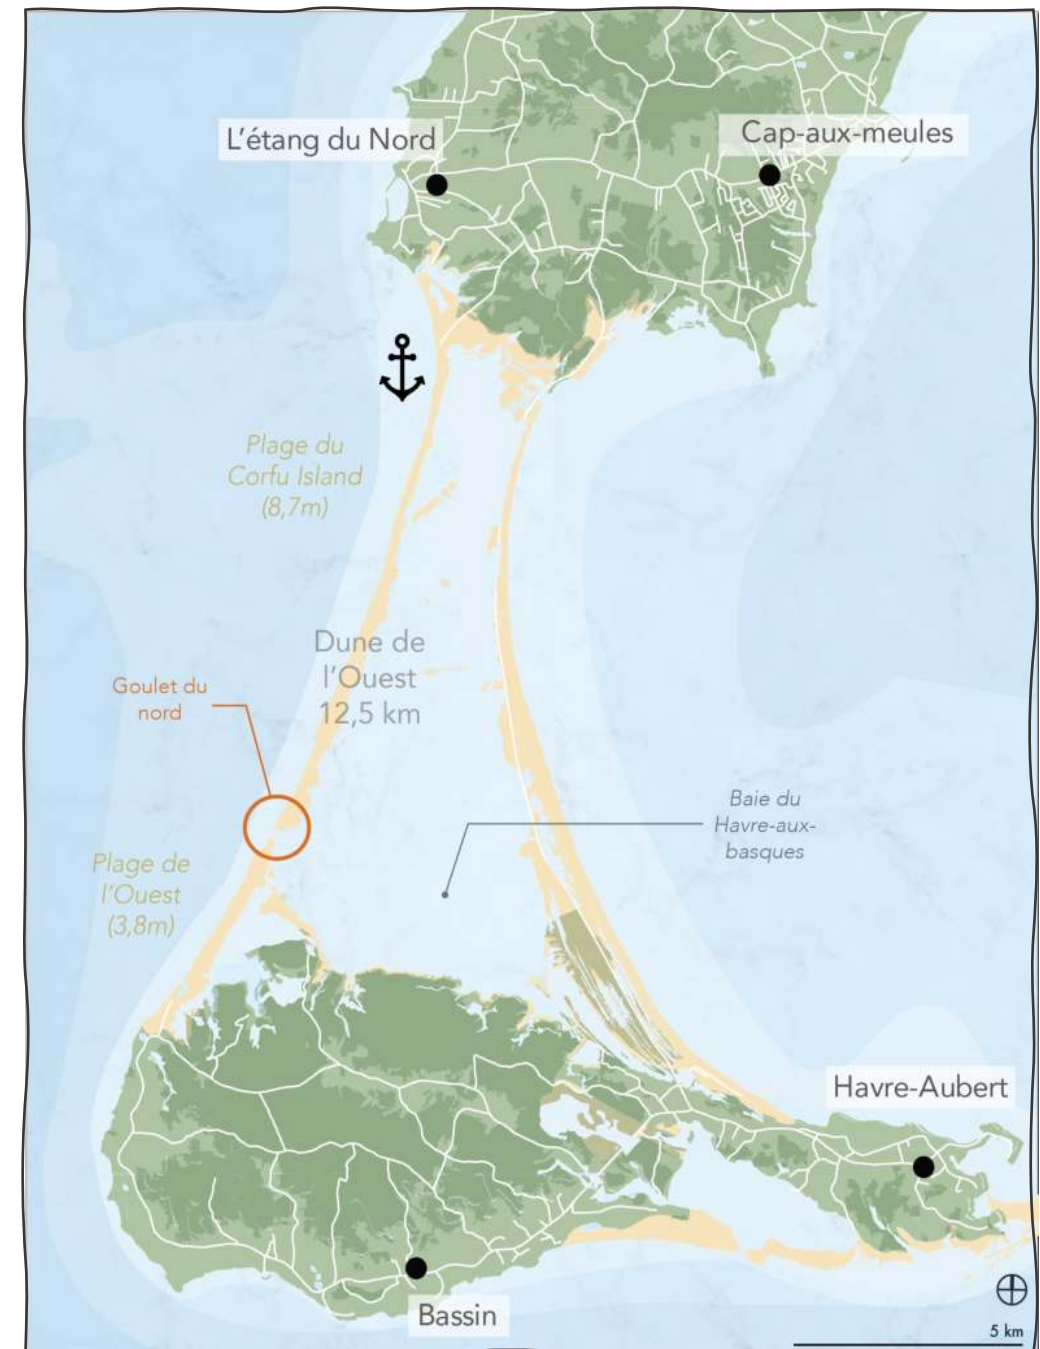 L'étang du Nord
Cap-aux-meules
Plage du
Corfu Island
(8,7m)
Dune de
l'Ouest
12,5 km
Goulet du
nord
Baie du
Havre-aux-
basques
Plage de
l'Ouest
(3,8m)
Havre-Aubert
Bassin
5 km